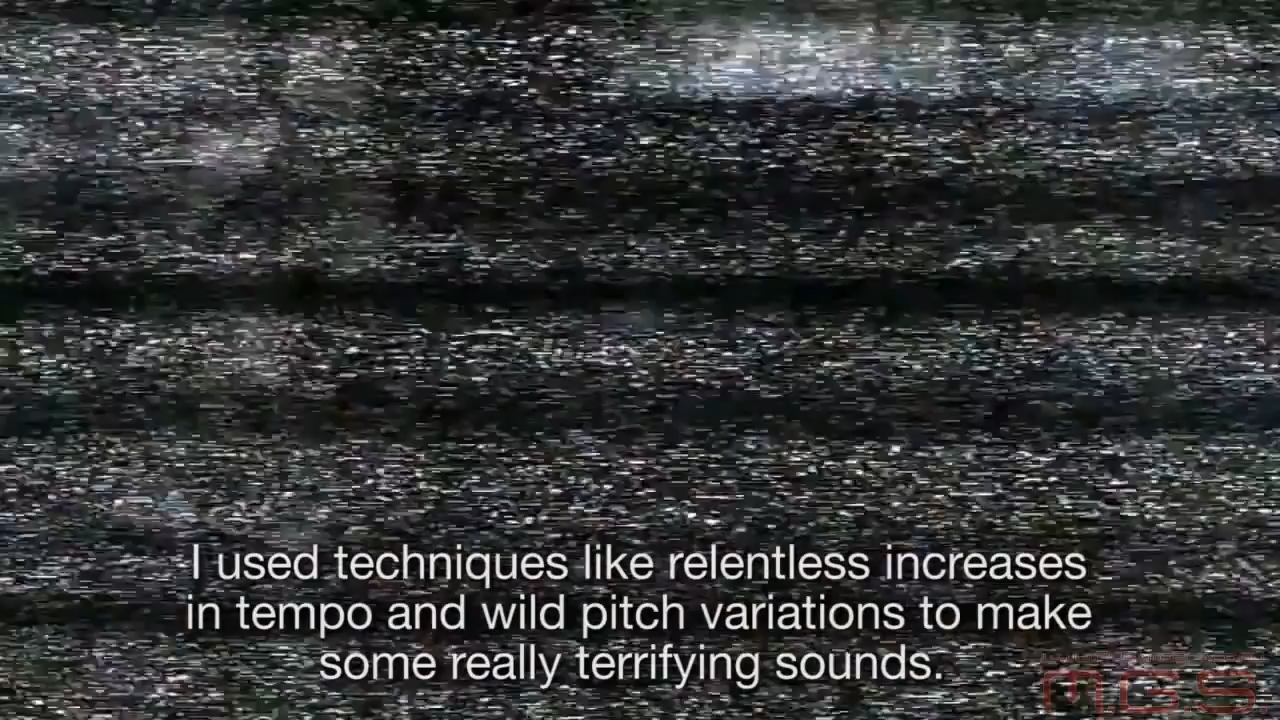 I used techniques like relentless increases
in tempo and wild pitch variations to make
some really terrifying sounds.
M.G.S